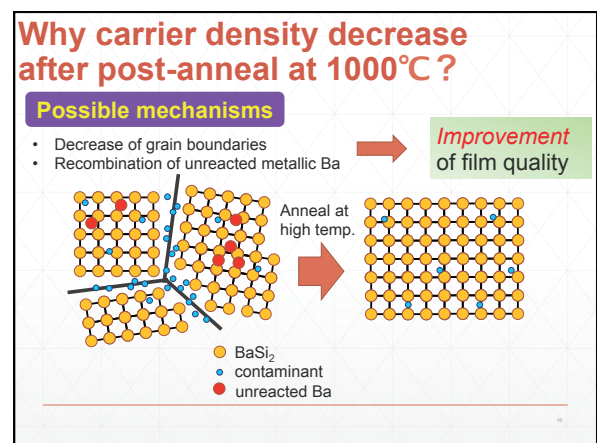 Why carrier density decrease
after post-anneal at 1000℃？
Possible mechanisms
• Decrease of grain boundaries
• Recombination of unreacted metallic Ba
Improvement
of film quality
Anneal at
high temp.
BaSi₂
contaminant
unreacted Ba